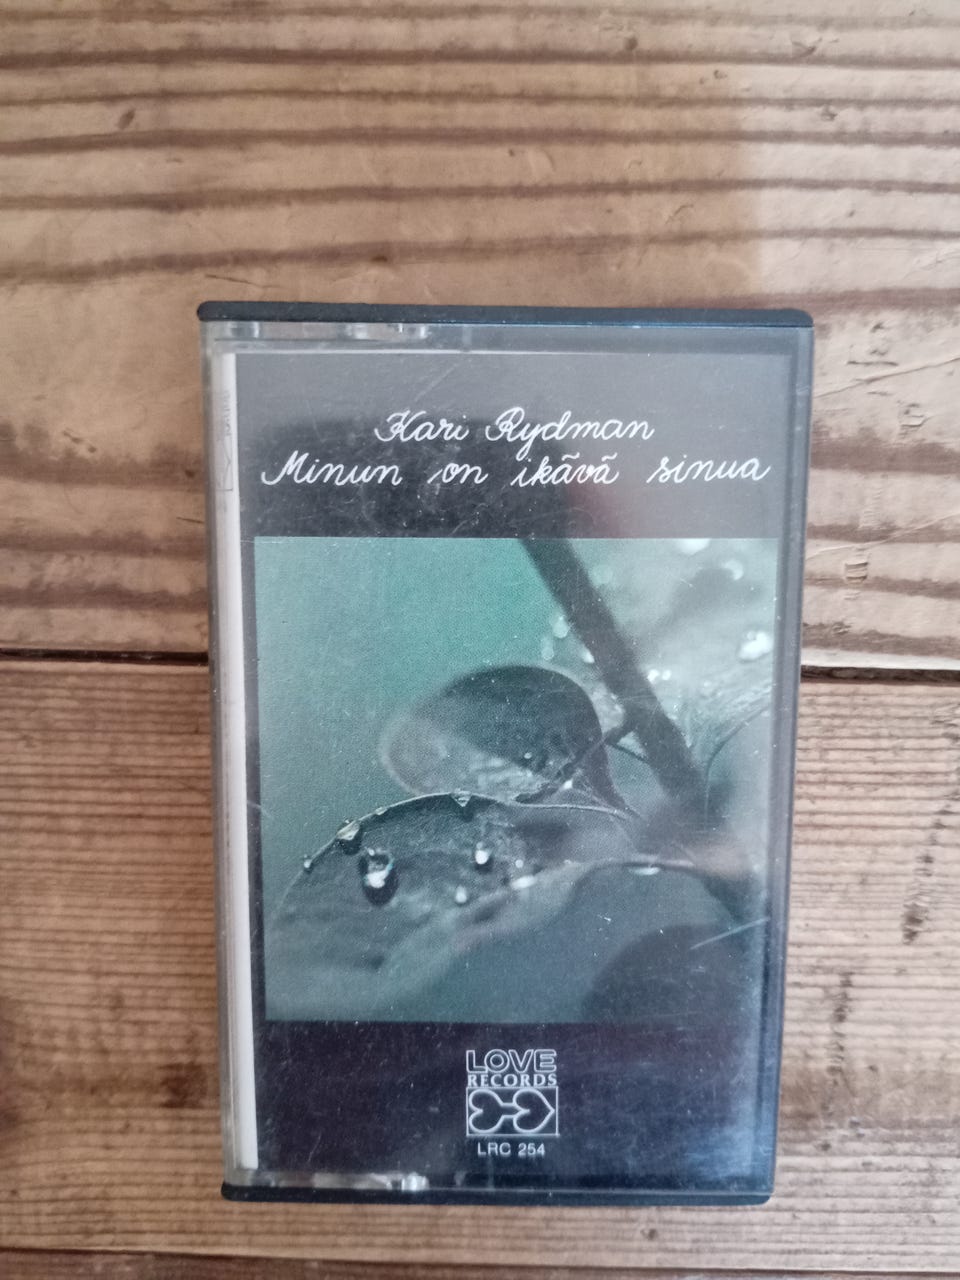 Kari Rydman
Minun on ikävä sinua
LOVE
RECORDS
LRC 254